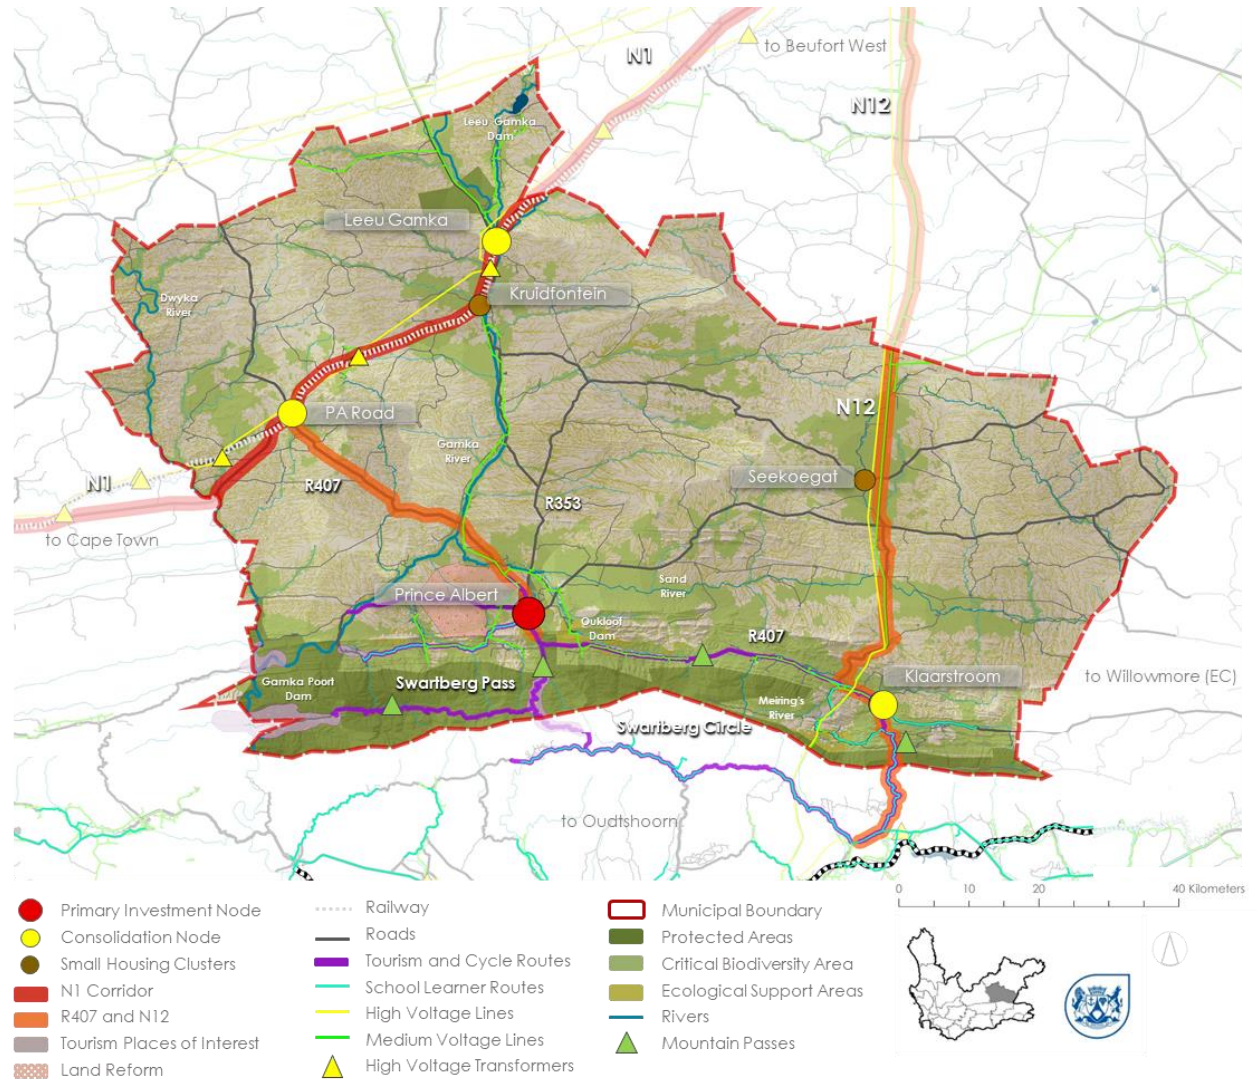 N1
to Beufort West
N12
Leeu Gamka
Dam
Leeu Gamka
Kruidfontein
Dwyka
River
PA Road
N12
Gamka
River
Seekoegat
N1
R407
R353
to Cape Town
Sand
River
Prince Albert
Oukloof
Dam
R407
Klaarstroom
to Willowmore (EC)
Gamka Poort
Dam
Swartberg Pass
Meiring's
River
Swartberg Circle
to Oudtshoorn
0 10 20 40 Kilometers
Primary Investment Node
Consolidation Node
Small Housing Clusters
N1 Corridor
R407 and N12
Tourism Places of Interest
Land Reform
Railway
Roads
Tourism and Cycle Routes
School Learner Routes
High Voltage Lines
Medium Voltage Lines
High Voltage Transformers
Municipal Boundary
Protected Areas
Critical Biodiversity Area
Ecological Support Areas
Rivers
Mountain Passes